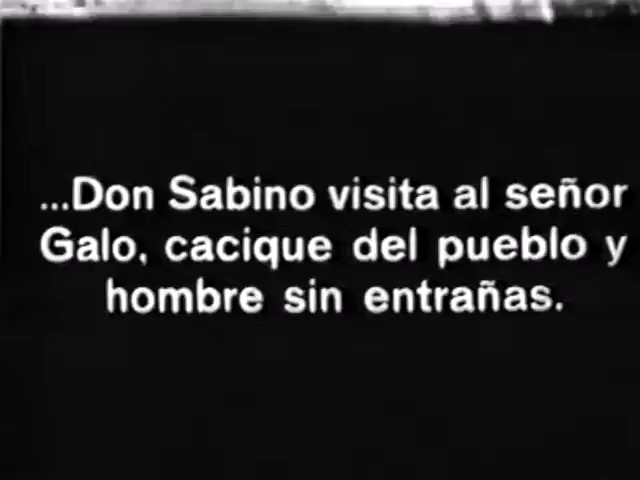 ...Don Sabino visita al señor
Galo, cacique del pueblo y
hombre sin entrañas.